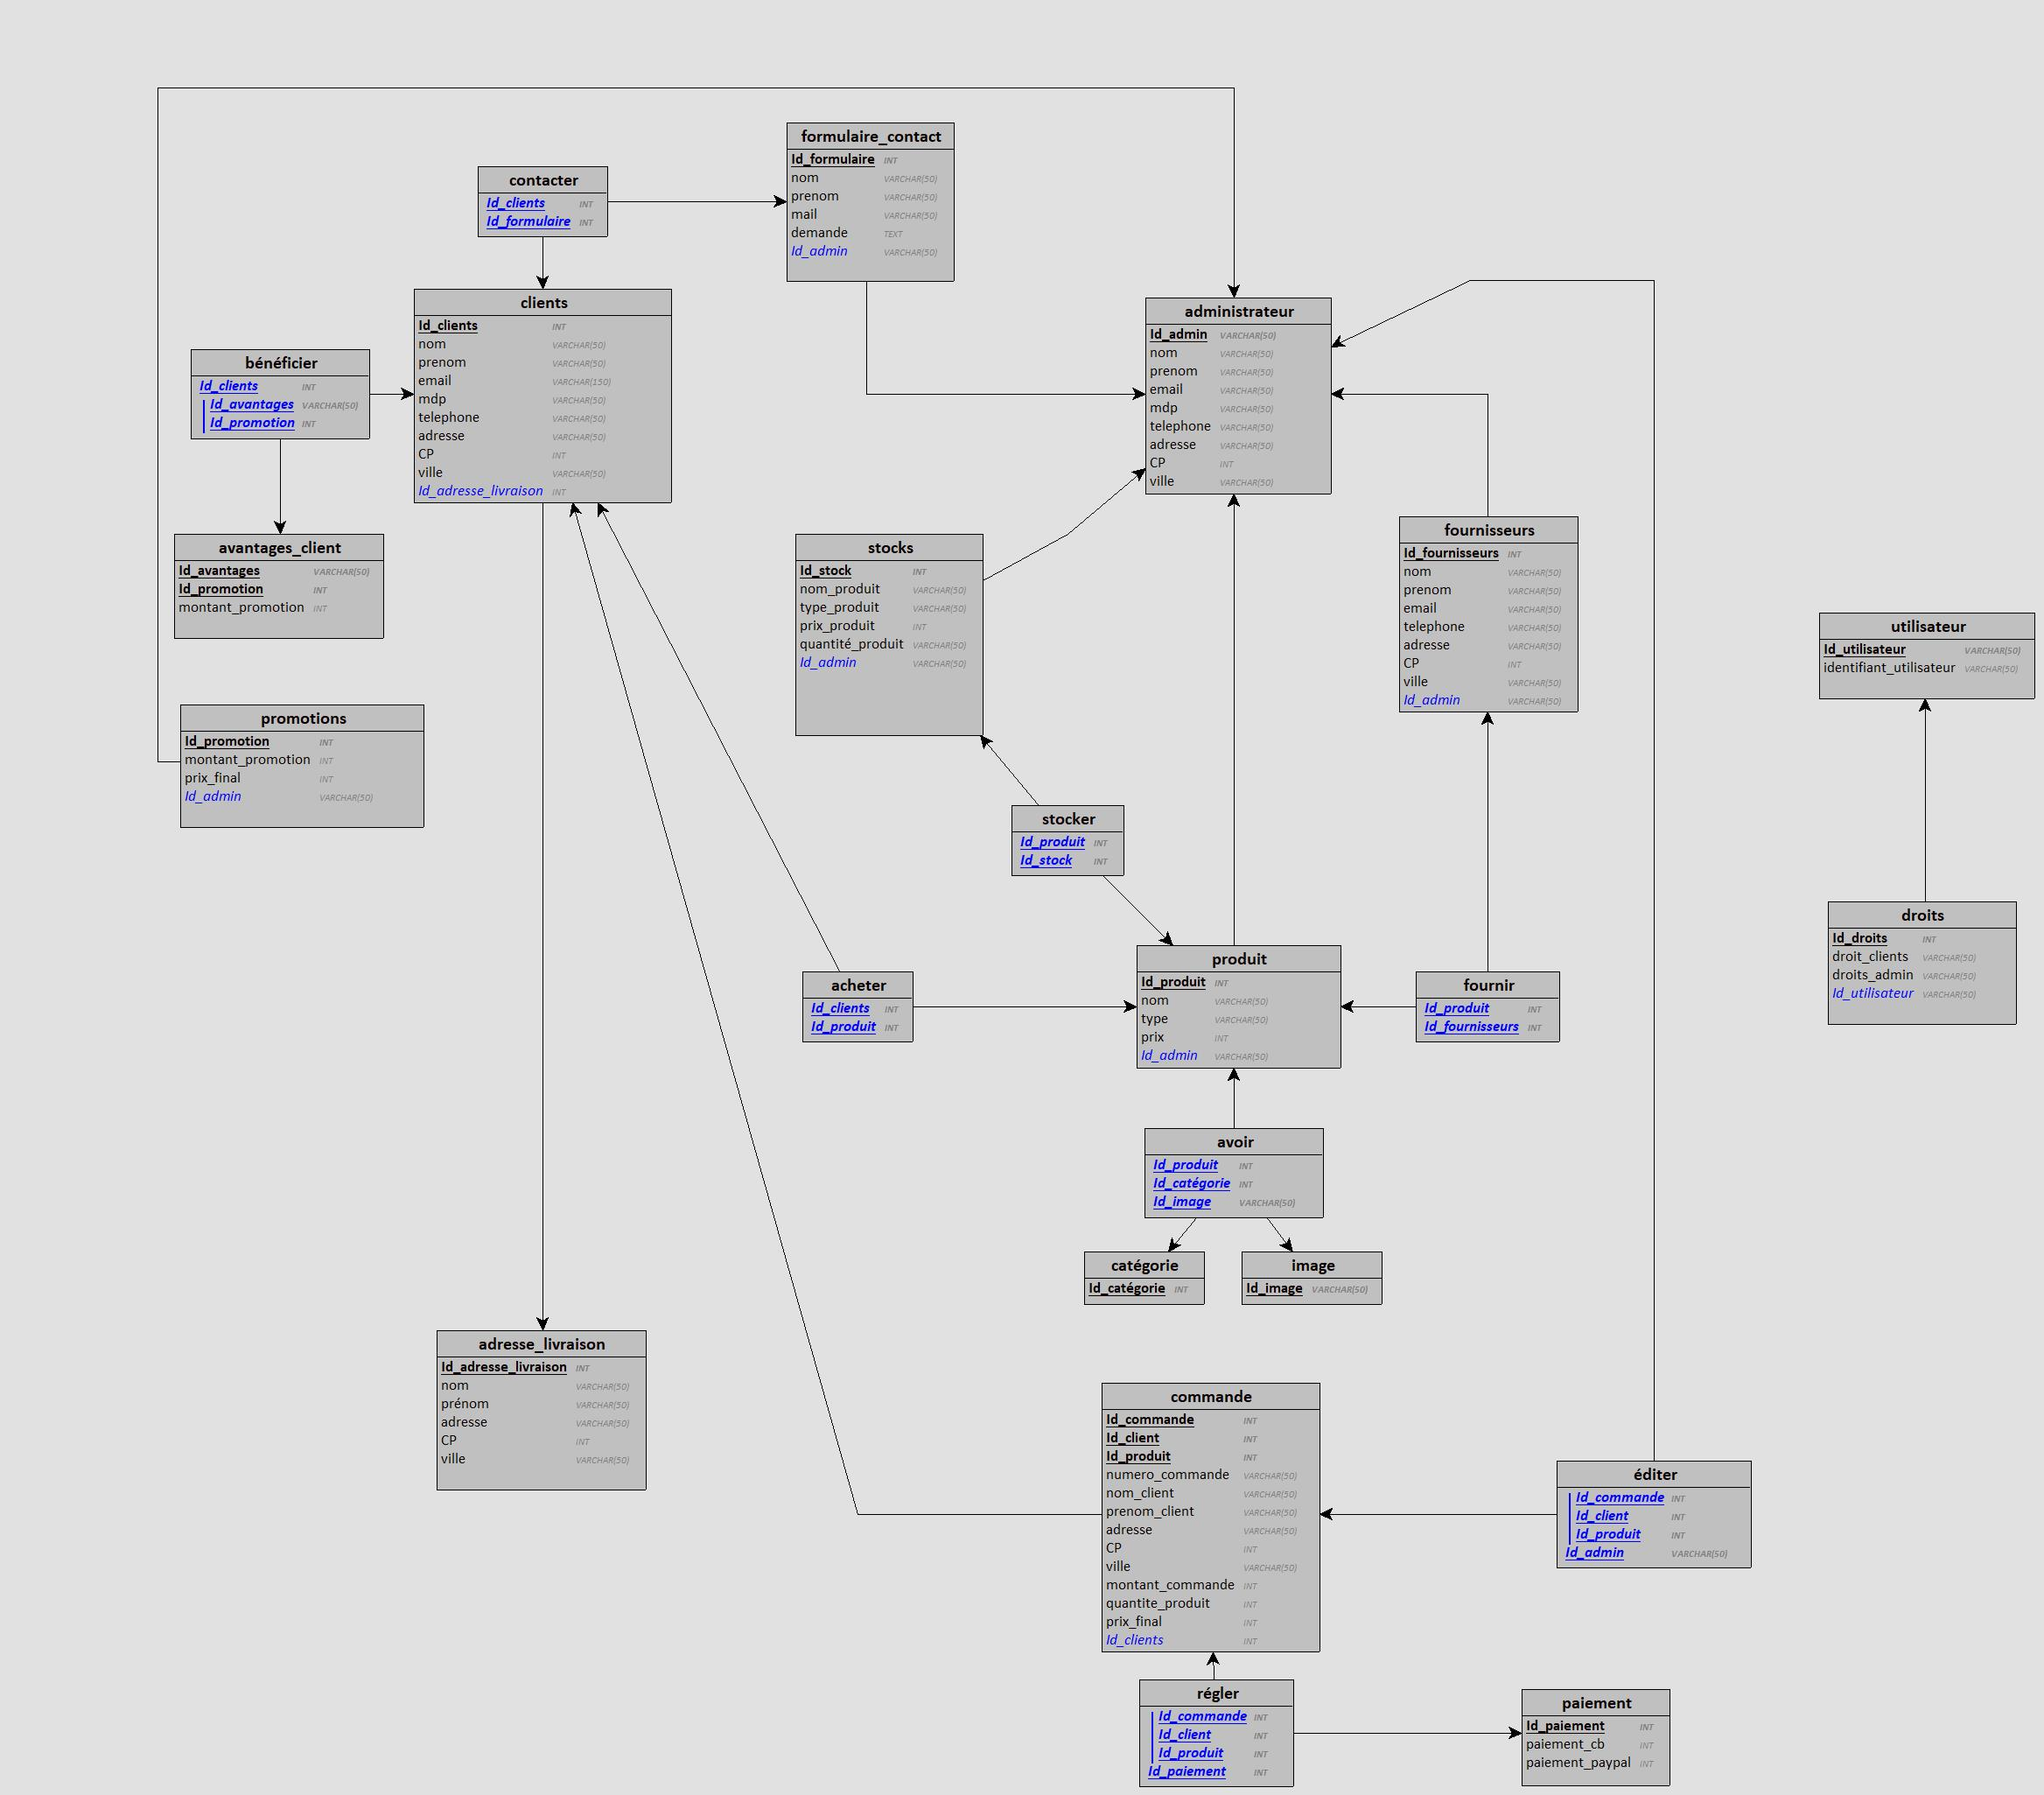 formulaire_contact
Id_formulaire INT
nom VARCHAR(50)
prenom VARCHAR(50)
mail VARCHAR(50)
demande TEXT
Id_admin VARCHAR(50)
contacter
Id_clients INT
Id_formulaire INT
clients
Id_clients INT
nom VARCHAR(50)
prenom VARCHAR(50)
email VARCHAR(150)
mdp VARCHAR(50)
telephone VARCHAR(50)
adresse VARCHAR(50)
CP INT
ville VARCHAR(50)
Id_adresse_livraison INT
administrateur
Id_admin VARCHAR(50)
nom VARCHAR(50)
prenom VARCHAR(50)
email VARCHAR(50)
mdp VARCHAR(50)
telephone VARCHAR(50)
adresse VARCHAR(50)
CP INT
ville VARCHAR(50)
bénéficier
Id_clients INT
Id_avantages VARCHAR(50)
Id_promotion INT
avantages_client
Id_avantages VARCHAR(50)
Id_promotion INT
montant_promotion INT
stocks
Id_stock INT
nom_produit VARCHAR(50)
type_produit VARCHAR(50)
prix_produit INT
quantité_produit VARCHAR(50)
Id_admin VARCHAR(50)
fournisseurs
Id_fournisseurs INT
nom VARCHAR(50)
prenom VARCHAR(50)
email VARCHAR(50)
telephone VARCHAR(50)
adresse VARCHAR(50)
CP INT
ville VARCHAR(50)
Id_admin VARCHAR(50)
utilisateur
Id_utilisateur VARCHAR(50)
identifiant_utilisateur VARCHAR(50)
promotions
Id_promotion INT
montant_promotion INT
prix_final INT
Id_admin VARCHAR(50)
stocker
Id_produit INT
Id_stock INT
droits
Id_droits INT
droit_clients VARCHAR(50)
droits_admin VARCHAR(50)
Id_utilisateur VARCHAR(50)
produit
Id_produit INT
nom VARCHAR(50)
type VARCHAR(50)
prix INT
Id_admin VARCHAR(50)
acheter
Id_clients INT
Id_produit INT
fournir
Id_produit INT
Id_fournisseurs INT
avoir
Id_produit INT
Id_catégorie INT
Id_image VARCHAR(50)
catégorie
Id_catégorie INT
image
Id_image VARCHAR(50)
adresse_livraison
Id_adresse_livraison INT
nom VARCHAR(50)
prénom VARCHAR(50)
adresse VARCHAR(50)
CP INT
ville VARCHAR(50)
commande
Id_commande INT
Id_client INT
Id_produit INT
numero_commande VARCHAR(50)
nom_client VARCHAR(50)
prenom_client VARCHAR(50)
adresse VARCHAR(50)
CP INT
ville VARCHAR(50)
montant_commande INT
quantite_produit INT
prix_final INT
Id_clients INT
éditer
Id_commande INT
Id_client INT
Id_produit INT
Id_admin VARCHAR(50)
régler
Id_commande INT
Id_client INT
Id_produit INT
Id_paiement INT
paiement
Id_paiement INT
paiement_cb INT
paiement_paypal INT